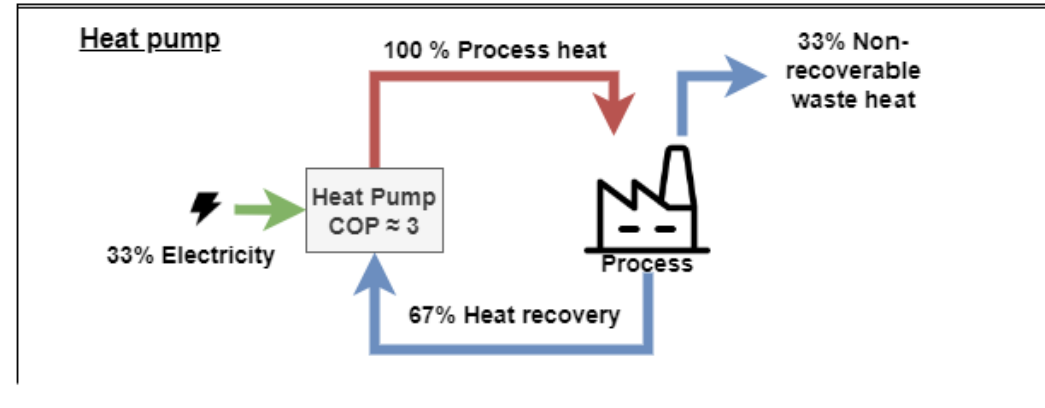 Heat pump
100 % Process heat
33% Non-
recoverable
waste heat
Heat Pump
COP ≈ 3
33% Electricity
Process
67% Heat recovery